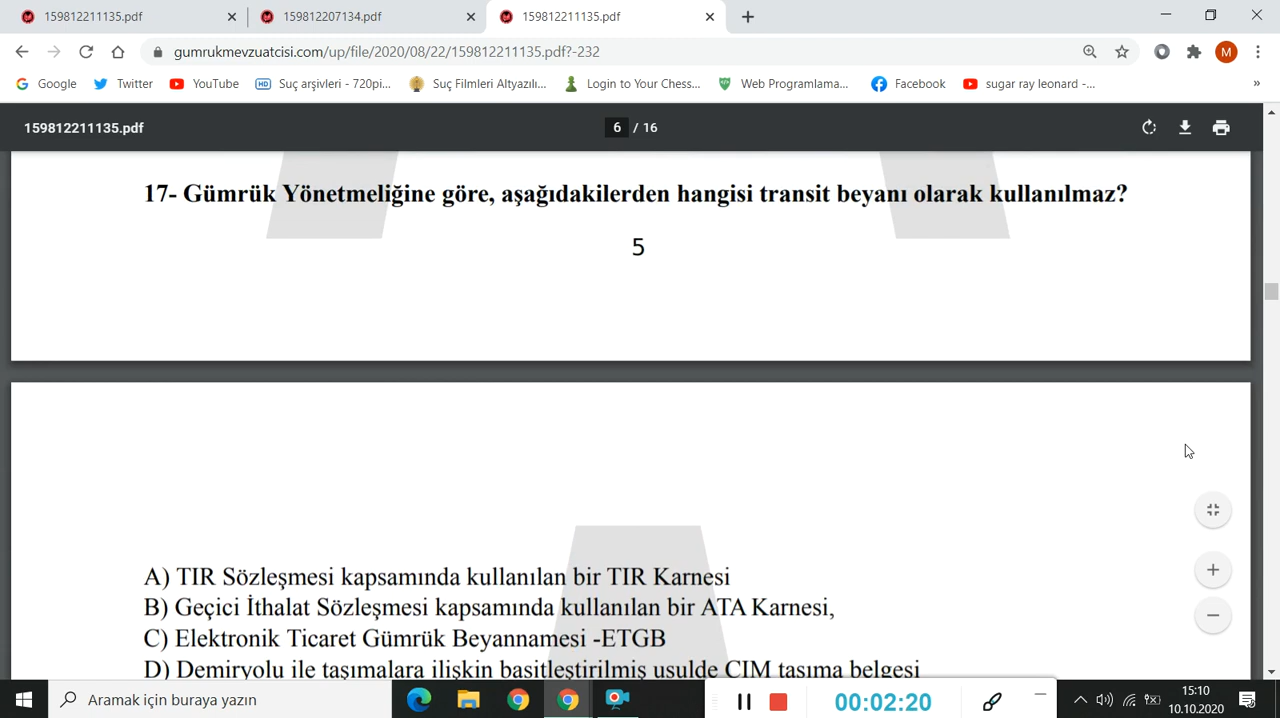 159812211135.pdf
159812207134.pdf
159812211135.pdf
gumrukmevzuatcisi.com/up/file/2020/08/22/159812211135.pdf?-232
M
Google
Twitter
YouTube
HD Suç arşivleri - 720pi...
Suç Filmleri Altyazılı...
Login to Your Chess...
Web Programlama...
Facebook
sugar ray leonard -...
»
159812211135.pdf
6 / 16
17- Gümrük Yönetmeliğine göre, aşağıdakilerden hangisi transit beyanı olarak kullanılmaz?
5
A) TIR Sözleşmesi kapsamında kullanılan bir TIR Karnesi
B) Geçici İthalat Sözleşmesi kapsamında kullanılan bir ATA Karnesi,
C) Elektronik Ticaret Gümrük Beyannamesi -ETGB
D) Demiryolu ile taşımalara ilişkin basitleştirilmiş usulde CIM taşıma belgesi
Aramak için buraya yazın
00:02:20
15:10
10.10.2020